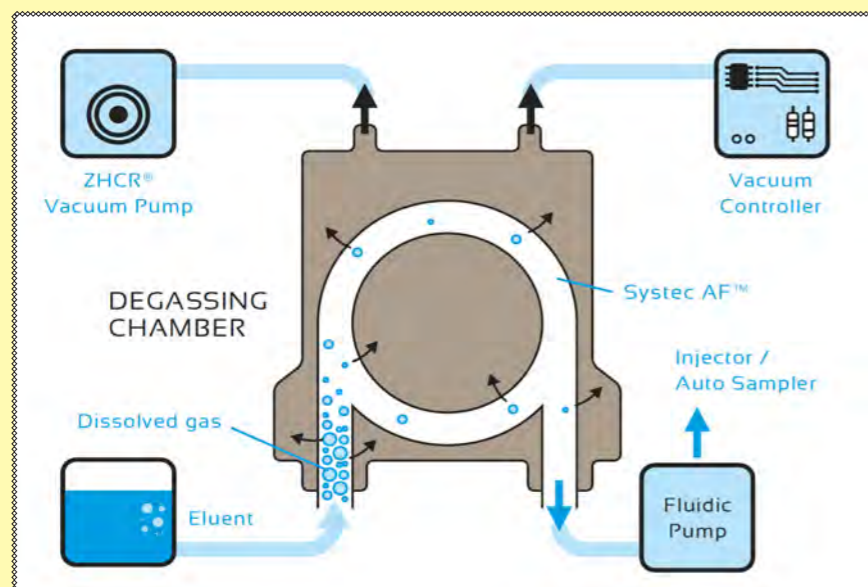 ZHCR®
Vacuum Pump
Vacuum
Controller
DEGASSING
CHAMBER
Systec AF™
Injector /
Auto Sampler
Dissolved gas
Eluent
Fluidic
Pump